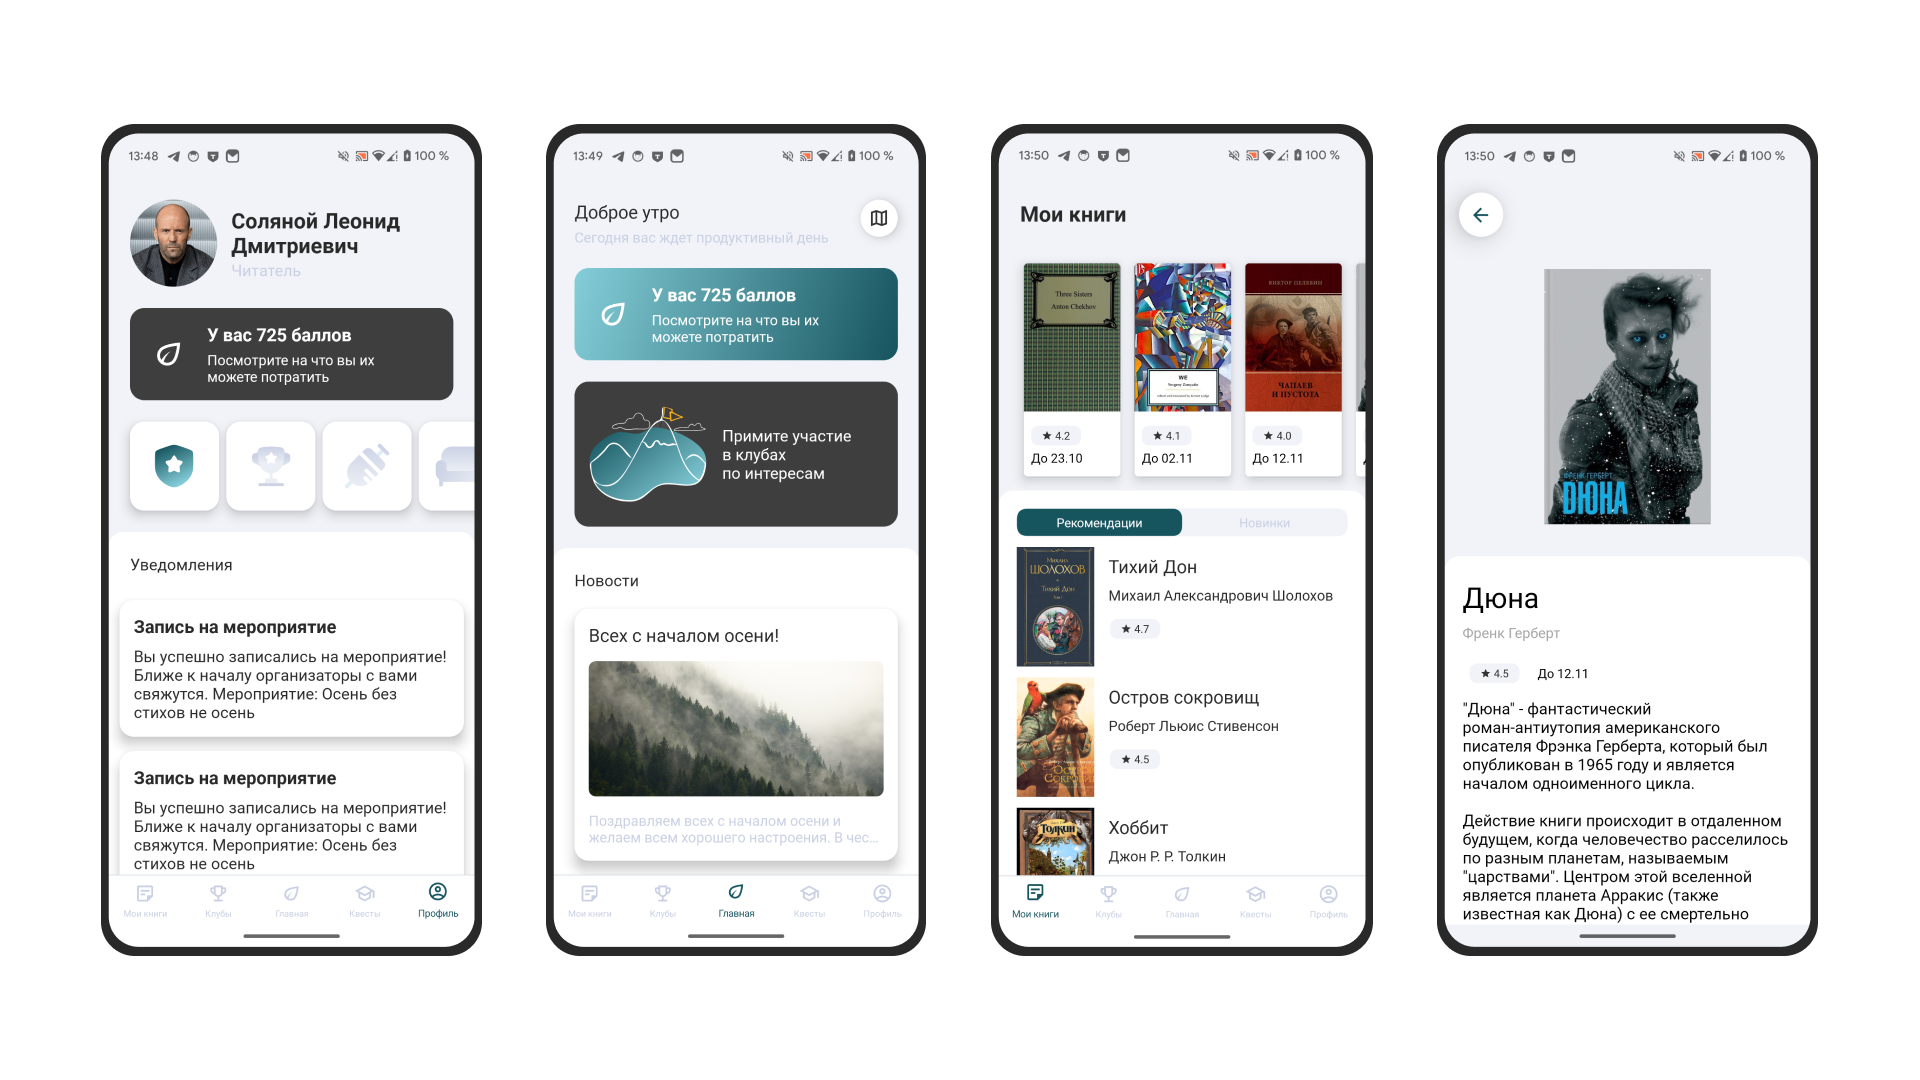 13:48
100 %
Соляной Леонид
Дмитриевич
Читатель
У вас 725 баллов
Посмотрите на что вы их
можете потратить
Уведомления
Запись на мероприятие
Вы успешно записались на мероприятие!
Ближе к началу организаторы с вами
свяжутся. Мероприятие: Осень без
стихов не осень
Запись на мероприятие
Вы успешно записались на мероприятие!
Ближе к началу организаторы с вами
свяжутся. Мероприятие: Осень без
стихов не осень
Мои книги
Клубы
Главная
Квесты
Профиль
13:49
100 %
Доброе утро
Сегодня вас ждет продуктивный день
У вас 725 баллов
Посмотрите на что вы их
можете потратить
Примите участие
в клубах
по интересам
Новости
Всех с началом осени!
Поздравляем всех с началом осени и
желаем всем хорошего настроения. В чес...
Мои книги
Клубы
Главная
Квесты
Профиль
13:50
100 %
Мои книги
Three Sisters
Anton Chekhov
4.2
До 23.10
WE
4.1
До 02.11
ВИКТОР ПЕЛЕВИН
ЧАПАЕВ
И ПУСТОТА
4.0
До 12.11
Рекомендации
Новинки
Михаил
ШОЛОХОВ
Тихий Дон
Тихий Дон
Михаил Александрович Шолохов
4.7
Остров сокровищ
Роберт Льюис Стивенсон
4.5
Толкин
Хоббит
Джон Р. Р. Толкин
Мои книги
Клубы
Главная
Квесты
Профиль
13:50
100 %
ФРЕНК ГЕРБЕРТ
ДЮНА
Дюна
Френк Герберт
4.5
До 12.11
"Дюна" - фантастический
роман-антиутопия американского
писателя Фрэнка Герберта, который был
опубликован в 1965 году и является
началом одноименного цикла.
Действие книги происходит в отдаленном
будущем, когда человечество расселилось
по разным планетам, называемым
"царствами". Центром этой вселенной
является планета Арракис (также
известная как Дюна) с ее смертельно